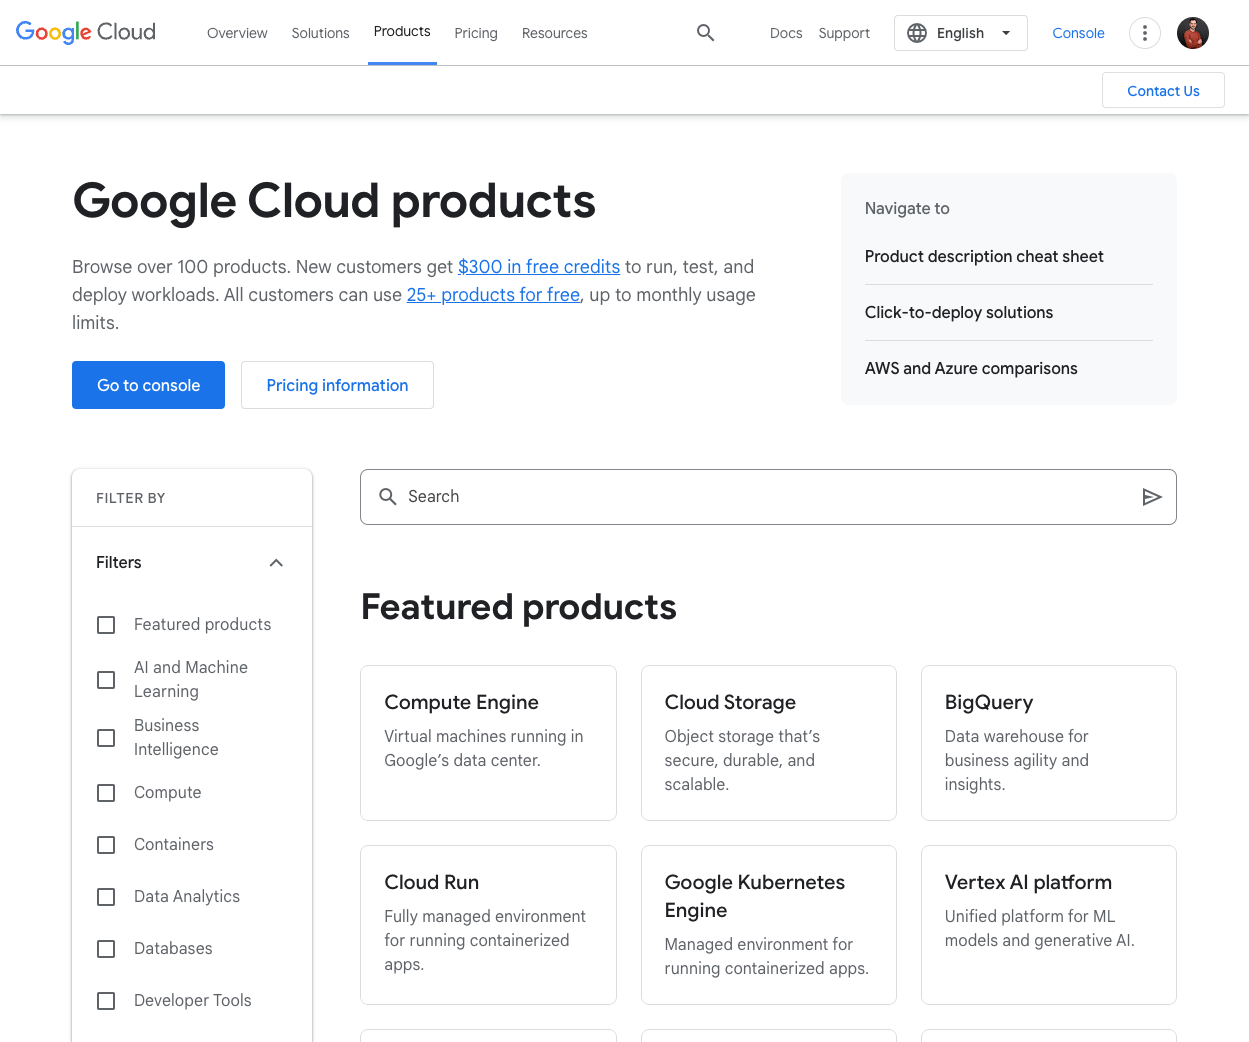 Google Cloud
Overview
Solutions
Products
Pricing
Resources
Docs
Support
English
Console
Contact Us
Google Cloud products
Browse over 100 products. New customers get $300 in free credits to run, test, and
deploy workloads. All customers can use 25+ products for free, up to monthly usage
limits.
Go to console
Pricing information
Navigate to
Product description cheat sheet
Click-to-deploy solutions
AWS and Azure comparisons
FILTER BY
Filters
Featured products
AI and Machine
Learning
Business
Intelligence
Compute
Containers
Data Analytics
Databases
Developer Tools
Search
Featured products
Compute Engine
Virtual machines running in
Google’s data center.
Cloud Storage
Object storage that’s
secure, durable, and
scalable.
BigQuery
Data warehouse for
business agility and
insights.
Cloud Run
Fully managed environment
for running containerized
apps.
Google Kubernetes
Engine
Managed environment for
running containerized apps.
Vertex AI platform
Unified platform for ML
models and generative AI.